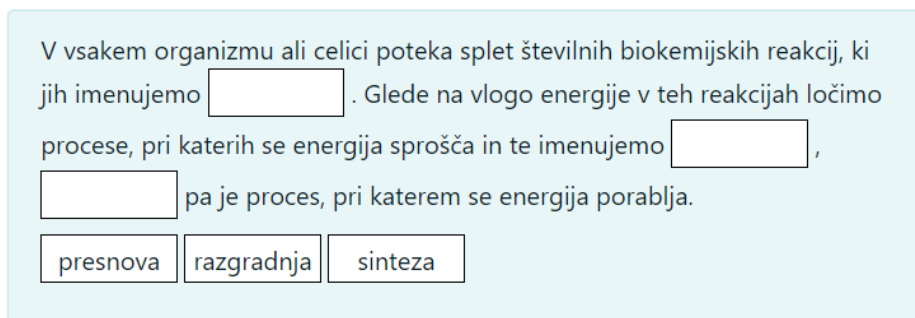 V vsakem organizmu ali celici poteka splet številnih biokemijskih reakcij, ki
jih imenujemo . Glede na vlogo energije v teh reakcijah ločimo
procese, pri katerih se energija sprošča in te imenujemo ,
pa je proces, pri katerem se energija porablja.
presnova razgradnja sinteza